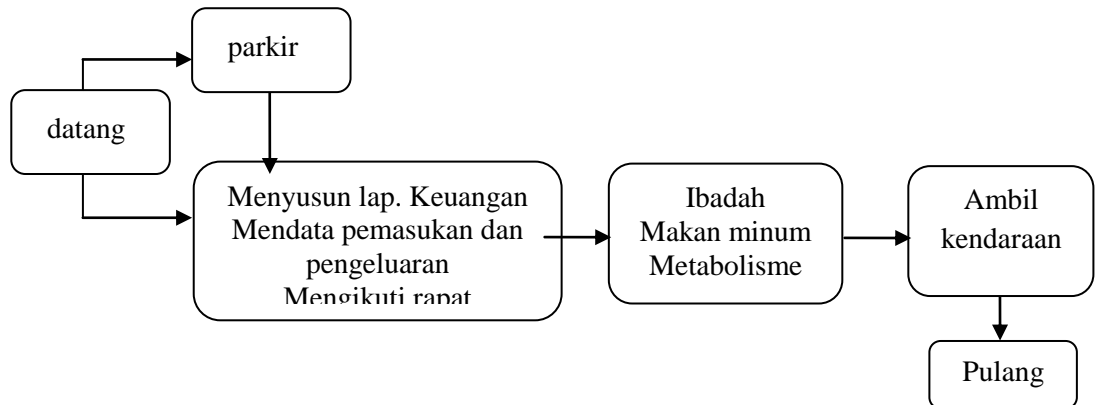 parkir
datang
Menyusun lap. Keuangan
Mendata pemasukan dan
pengeluaran
Mengikuti rapat
Ibadah
Makan minum
Metabolisme
Ambil
kendaraan
Pulang